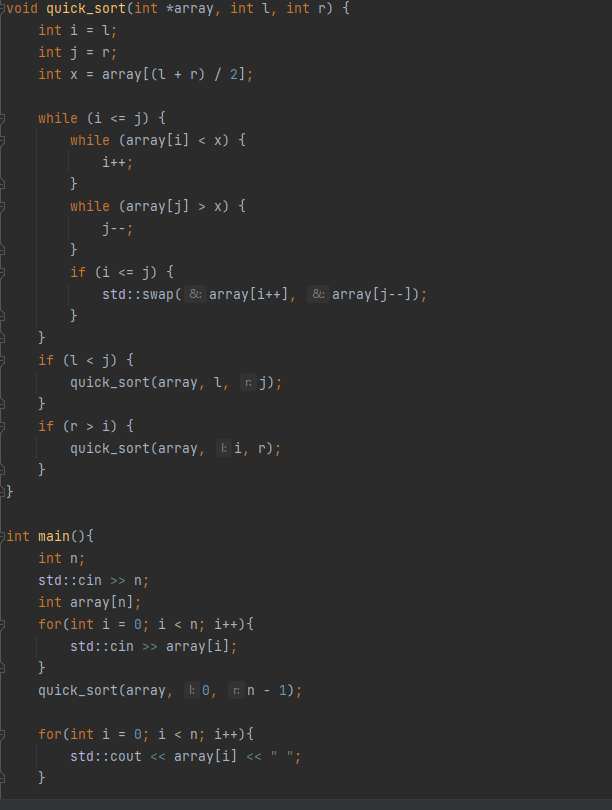 void quick_sort(int *array, int l, int r) {
    int i = l;
    int j = r;
    int x = array[(l + r) / 2];

    while (i <= j) {
        while (array[i] < x) {
            i++;
        }
        while (array[j] > x) {
            j--;
        }
        if (i <= j) {
            std::swap( &: array[i++], &: array[j--]);
        }
    }
    if (l < j) {
        quick_sort(array, l, r: j);
    }
    if (r > i) {
        quick_sort(array, l: i, r);
    }
}

int main(){
    int n;
    std::cin >> n;
    int array[n];
    for(int i = 0; i < n; i++){
        std::cin >> array[i];
    }
    quick_sort(array, l: 0, r: n - 1);

    for(int i = 0; i < n; i++){
        std::cout << array[i] << " ";
    }